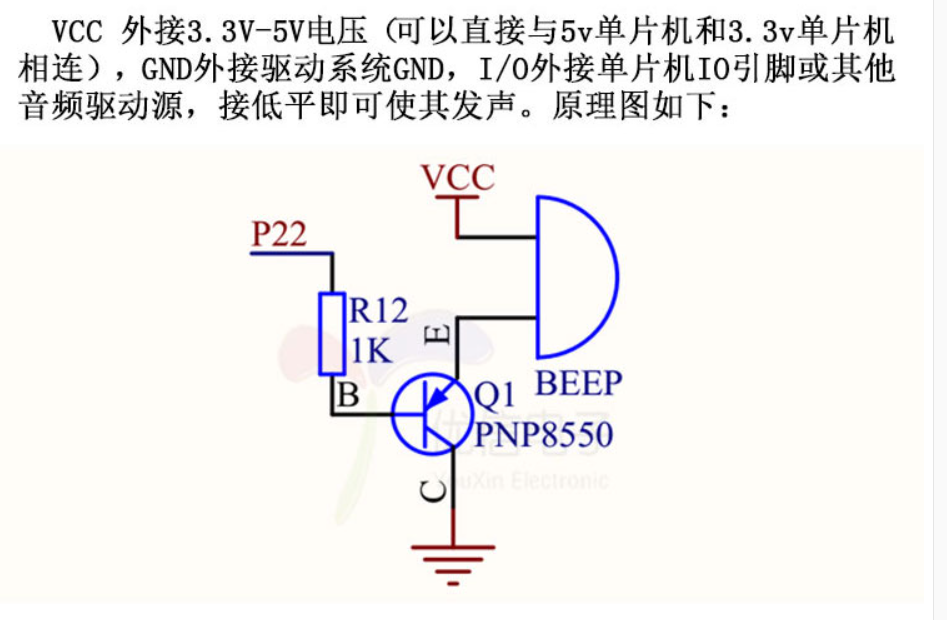 VCC 外接3.3V-5V电压（可以直接与5v单片机和3.3v单片机
相连），GND外接驱动系统GND，I/O外接单片机IO引脚或其他
音频驱动源，接低平即可使其发声。原理图如下：
VCC
P22
R12
1K
E
B
Q1
BEEP
PNP8550
优信电子
YouXin Electronic
C